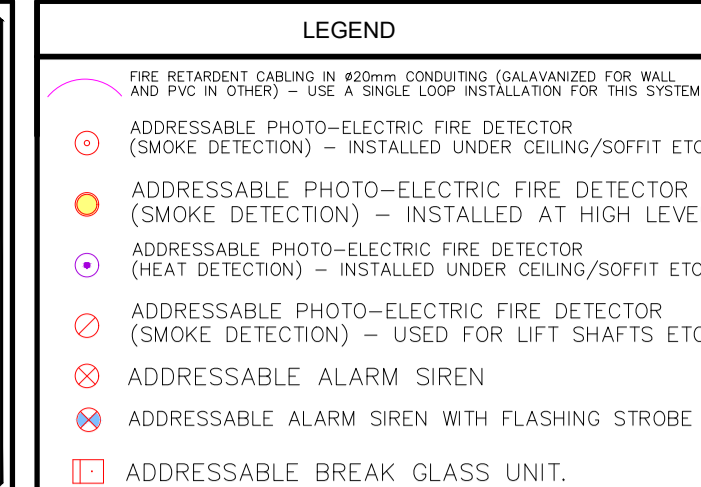 LEGEND
FIRE RETARDENT CABLING IN ø20mm CONDUITING (GALAVANIZED FOR WALL
AND PVC IN OTHER) – USE A SINGLE LOOP INSTALLATION FOR THIS SYSTEM
ADDRESSABLE PHOTO–ELECTRIC FIRE DETECTOR
(SMOKE DETECTION) – INSTALLED UNDER CEILING/SOFFIT ETC
ADDRESSABLE PHOTO–ELECTRIC FIRE DETECTOR
(SMOKE DETECTION) – INSTALLED AT HIGH LEVE
ADDRESSABLE PHOTO–ELECTRIC FIRE DETECTOR
(HEAT DETECTION) – INSTALLED UNDER CEILING/SOFFIT ETC
ADDRESSABLE PHOTO–ELECTRIC FIRE DETECTOR
(SMOKE DETECTION) – USED FOR LIFT SHAFTS ETC
ADDRESSABLE ALARM SIREN
ADDRESSABLE ALARM SIREN WITH FLASHING STROBE
ADDRESSABLE BREAK GLASS UNIT.